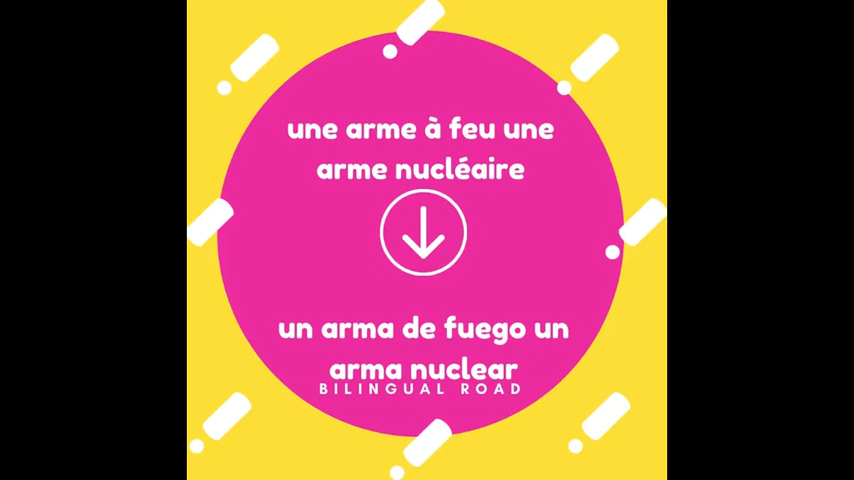 une arme à feu une
arme nucléaire
un arma de fuego un
arma nuclear
BILINGUAL ROAD